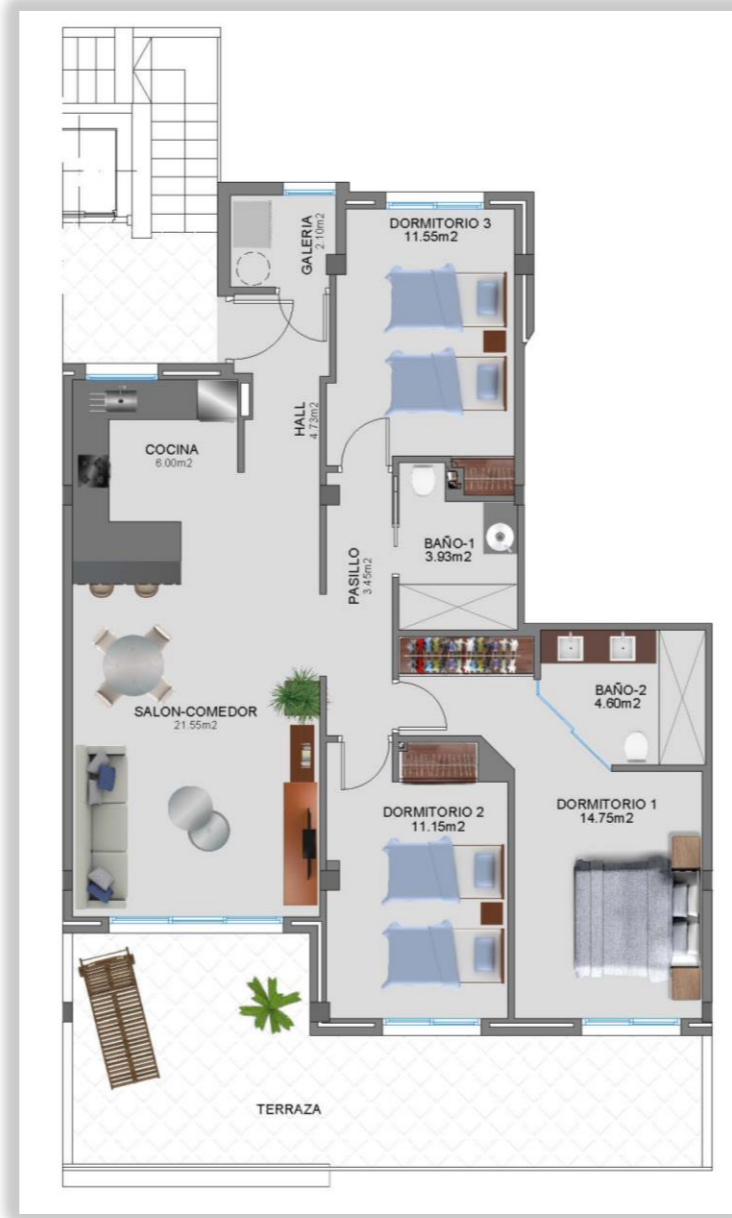 DORMITORIO 3
11.55m2
GALERIA
2.10m2
HALL
4.73m2
COCINA
6.00m2
BAÑO-1
3.93m2
PASILLO
3.45m2
BAÑO-2
4.60m2
SALON-COMEDOR
21.55m2
DORMITORIO 1
14.75m2
DORMITORIO 2
11.15m2
TERRAZA